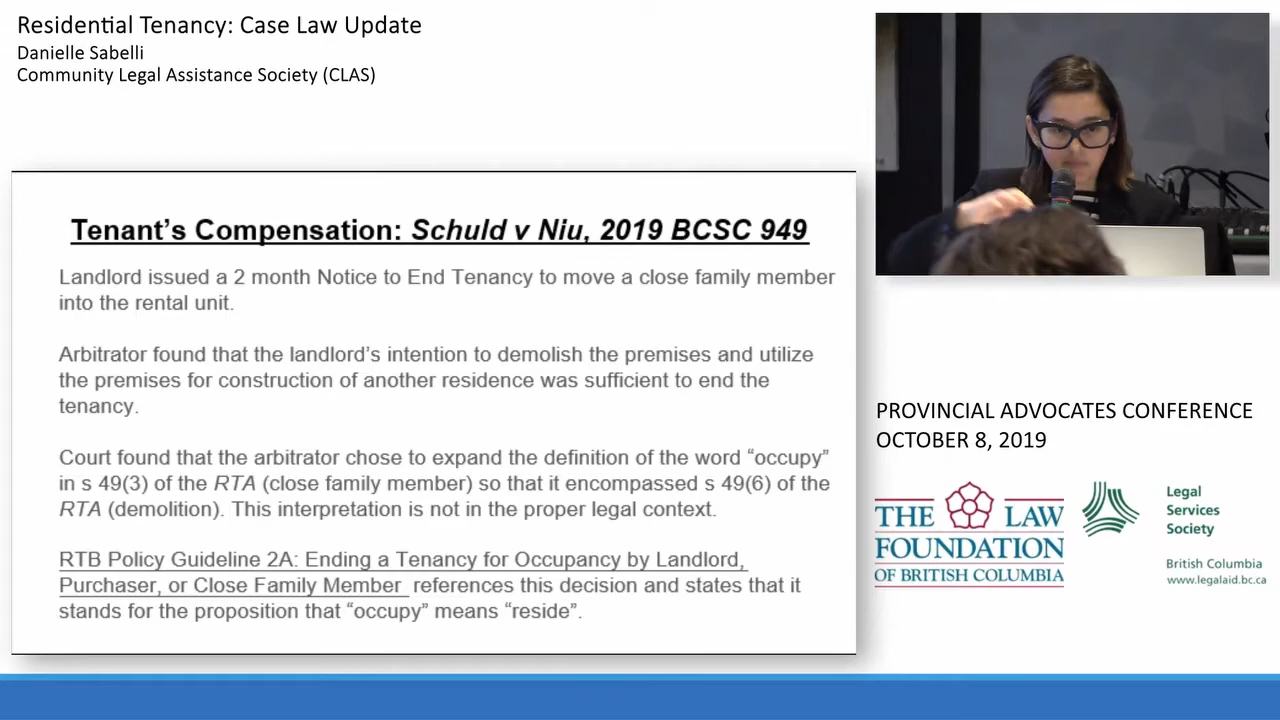 Residential Tenancy: Case Law Update
Danielle Sabelli
Community Legal Assistance Society (CLAS)
Tenant's Compensation: Schuld v Niu, 2019 BCSC 949
Landlord issued a 2 month Notice to End Tenancy to move a close family member
into the rental unit.
Arbitrator found that the landlord's intention to demolish the premises and utilize
the premises for construction of another residence was sufficient to end the
tenancy.
Court found that the arbitrator chose to expand the definition of the word “occupy”
in s 49(3) of the RTA (close family member) so that it encompassed s 49(6) of the
RTA (demolition). This interpretation is not in the proper legal context.
RTB Policy Guideline 2A: Ending a Tenancy for Occupancy by Landlord,
Purchaser, or Close Family Member references this decision and states that it
stands for the proposition that “occupy” means “reside”.
PROVINCIAL ADVOCATES CONFERENCE
OCTOBER 8, 2019
THE LAW
FOUNDATION
OF BRITISH COLUMBIA
Legal
Services
Society
British Columbia
www.legalaid.bc.ca